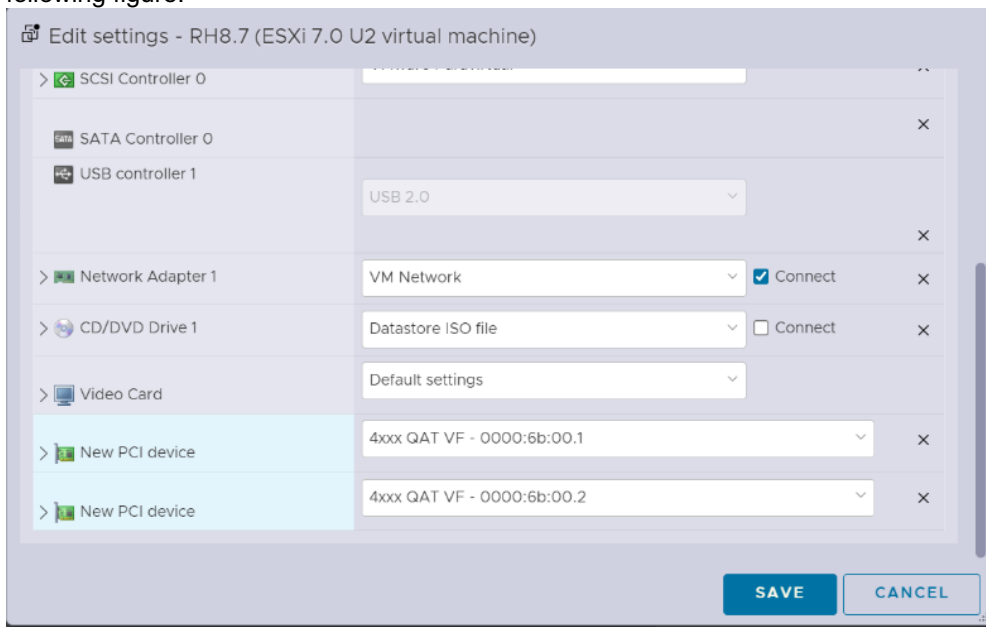 Edit settings - RH8.7 (ESXi 7.0 U2 virtual machine)
SCSI Controller 0
SATA Controller 0
USB controller 1
USB 2.0
Network Adapter 1 VM Network Connect
CD/DVD Drive 1 Datastore ISO file Connect
Video Card Default settings
New PCI device 4xxx QAT VF - 0000:6b:00.1
New PCI device 4xxx QAT VF - 0000:6b:00.2
SAVE CANCEL